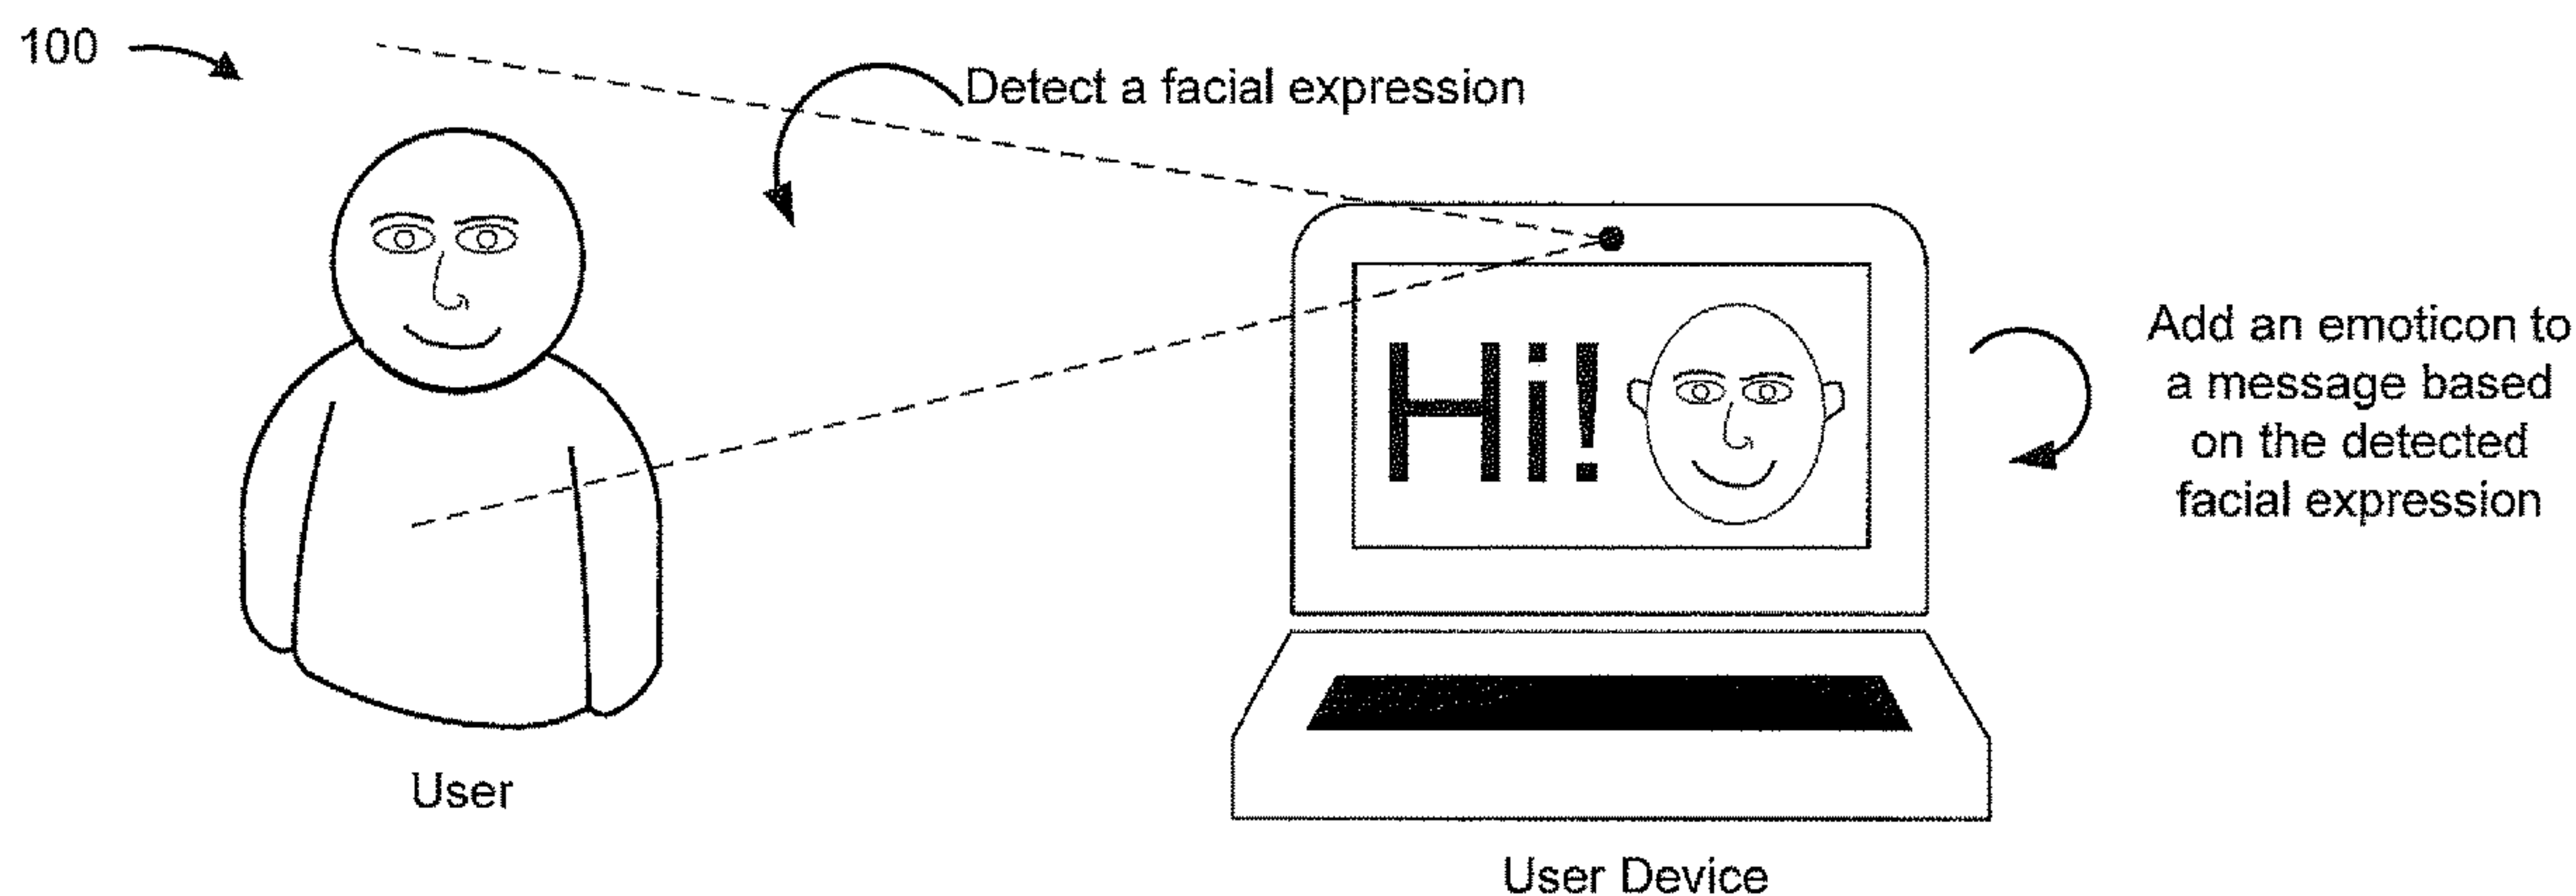 100
Detect a facial expression
Hi!
Add an emoticon to
a message based
on the detected
facial expression
User
User Device